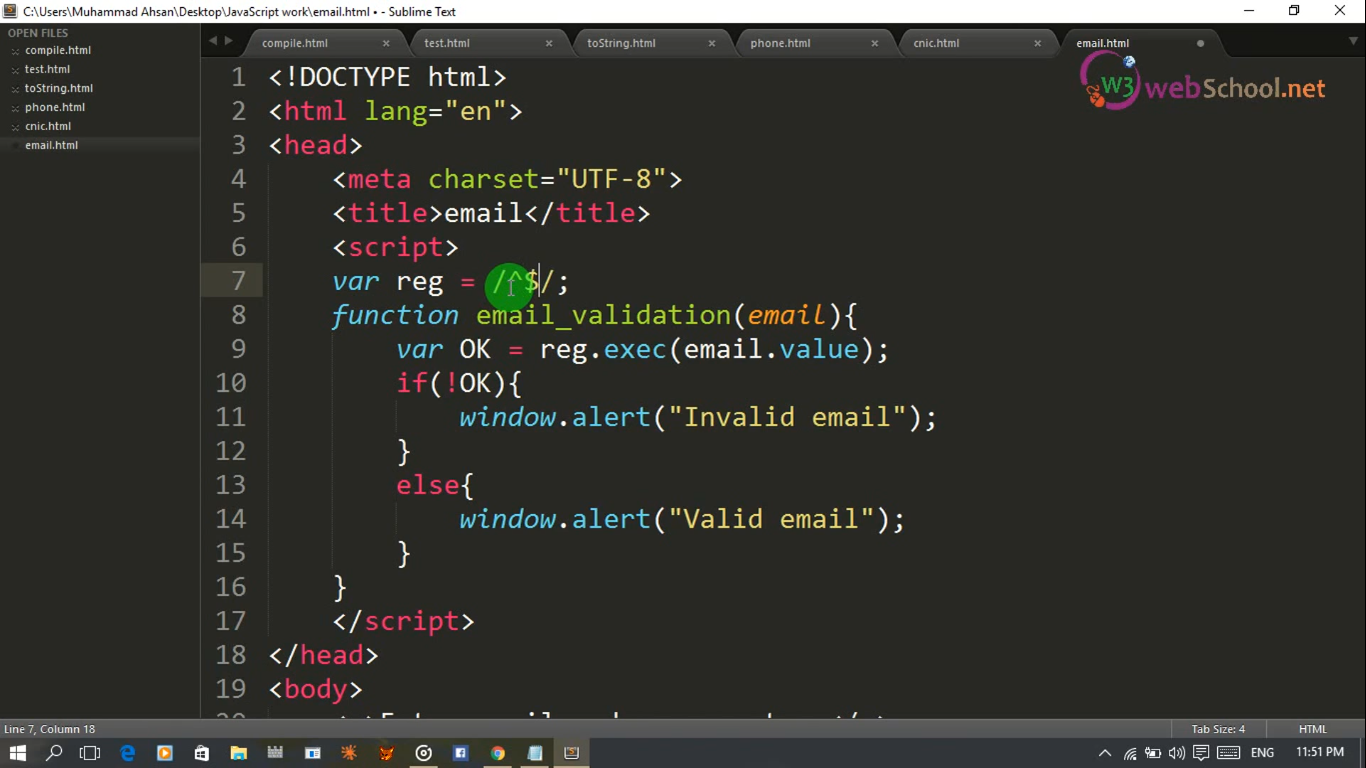 C:\Users\Muhammad Ahsan\Desktop\JavaScript work\email.html • - Sublime Text
OPEN FILES
compile.html
test.html
toString.html
phone.html
cnic.html
email.html
compile.html test.html toString.html phone.html cnic.html email.html
W3 webSchool.net
1 <!DOCTYPE html>
2 <html lang="en">
3 <head>
4 <meta charset="UTF-8">
5 <title>email</title>
6 <script>
7 var reg = /^$/;
8 function email_validation(email){
9 var OK = reg.exec(email.value);
10 if(!OK){
11 window.alert("Invalid email");
12 }
13 else{
14 window.alert("Valid email");
15 }
16 }
17 </script>
18 </head>
19 <body>
Line 7, Column 18 Tab Size: 4 HTML
ENG 11:51 PM